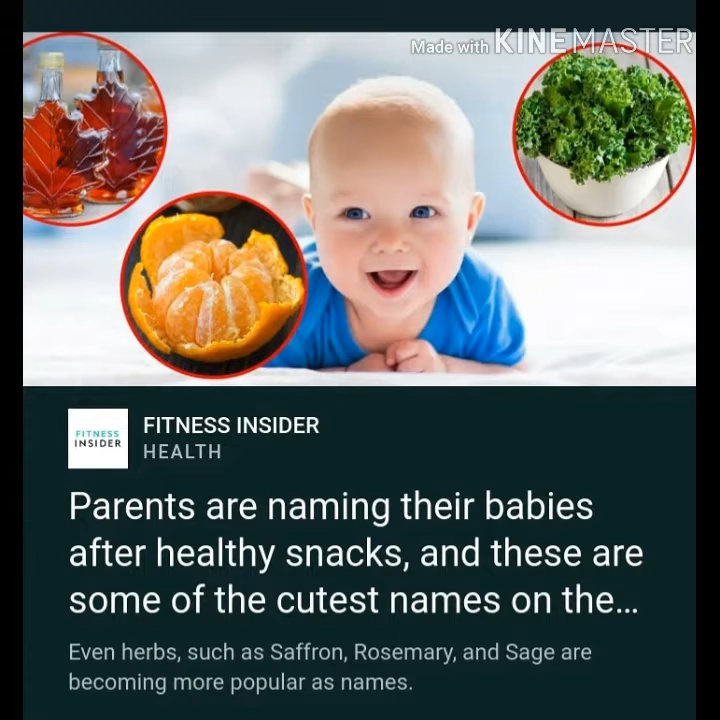 Made with KINEMASTER
FITNESS INSIDER
HEALTH
FITNESS
INSIDER
Parents are naming their babies
after healthy snacks, and these are
some of the cutest names on the...
Even herbs, such as Saffron, Rosemary, and Sage are
becoming more popular as names.